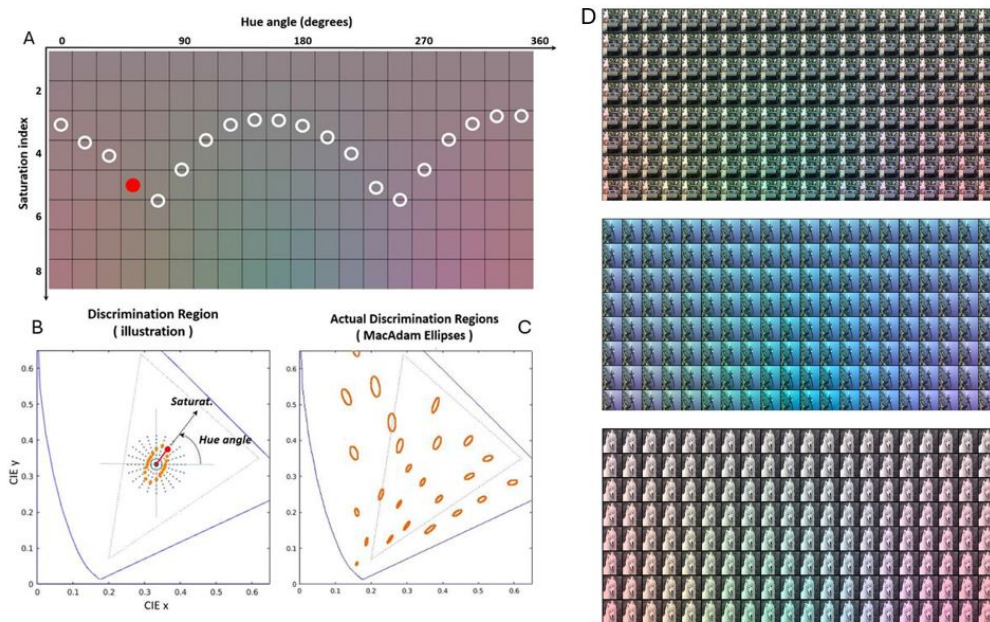 Hue angle (degrees)
A
0 90 180 270 360
Saturation index
2
4
6
8
D
B
Discrimination Region
( illustration )
Actual Discrimination Regions
( MacAdam Ellipses )
C
CIE y
0.6
0.5
0.4
0.3
0.2
0.1
0
Saturat.
Hue angle
0 0.1 0.2 0.3 0.4 0.5 0.6
CIE x
0.6
0.5
0.4
0.3
0.2
0.1
0
0 0.1 0.2 0.3 0.4 0.5 0.6